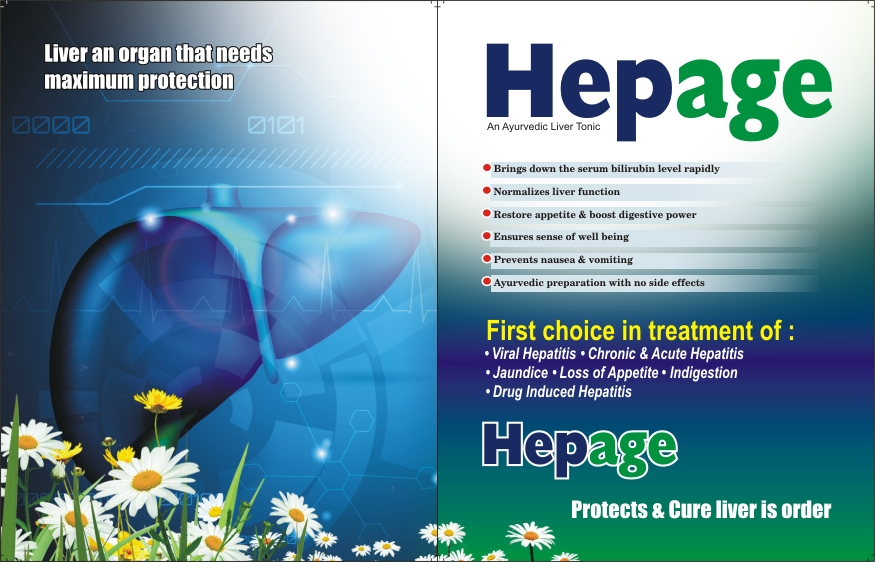 Liver an organ that needs
maximum protection
0000
0101
Hepage
An Ayurvedic Liver Tonic
Brings down the serum bilirubin level rapidly
Normalizes liver function
Restore appetite & boost digestive power
Ensures sense of well being
Prevents nausea & vomiting
Ayurvedic preparation with no side effects
First choice in treatment of :
• Viral Hepatitis • Chronic & Acute Hepatitis
• Jaundice • Loss of Appetite • Indigestion
• Drug Induced Hepatitis
Hepage
Protects & Cure liver is order